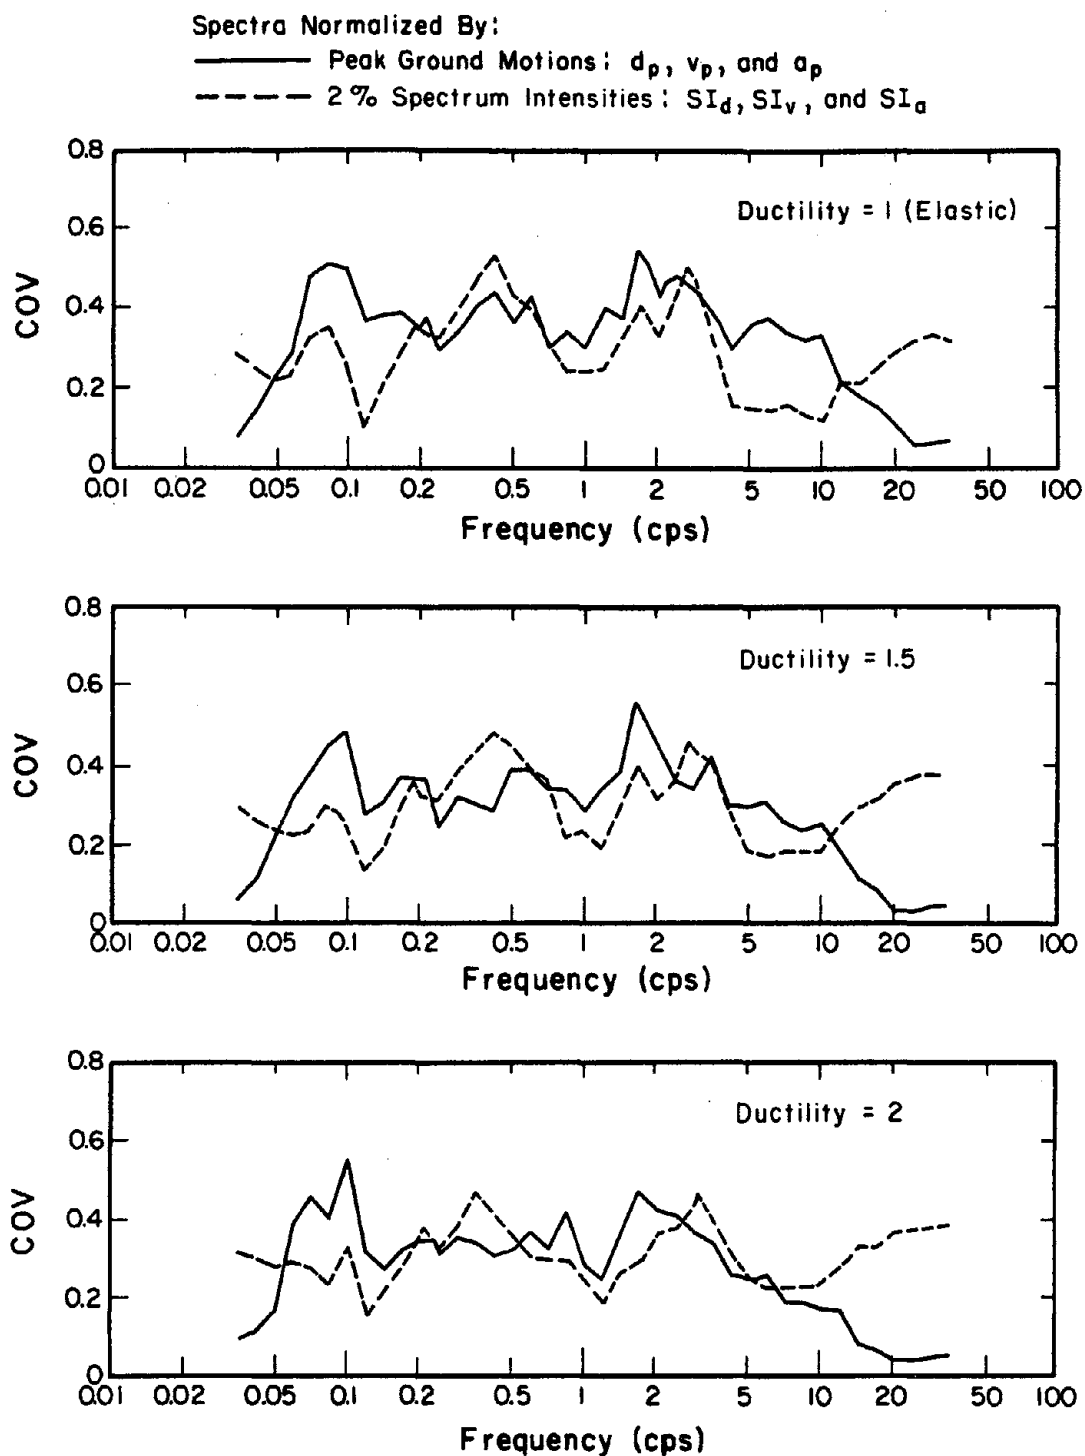 Spectra Normalized By:
Peak Ground Motions: dp, vp, and ap
2% Spectrum Intensities: SId, SIv, and SIa
0.8
Ductility = 1 (Elastic)
0.6
COV
0.4
0.2
0
0.01 0.02 0.05 0.1 0.2 0.5 1 2 5 10 20 50 100
Frequency (cps)
0.8
Ductility = 1.5
0.6
COV
0.4
0.2
0
0.01 0.02 0.05 0.1 0.2 0.5 1 2 5 10 20 50 100
Frequency (cps)
0.8
Ductility = 2
0.6
COV
0.4
0.2
0
0.01 0.02 0.05 0.1 0.2 0.5 1 2 5 10 20 50 100
Frequency (cps)